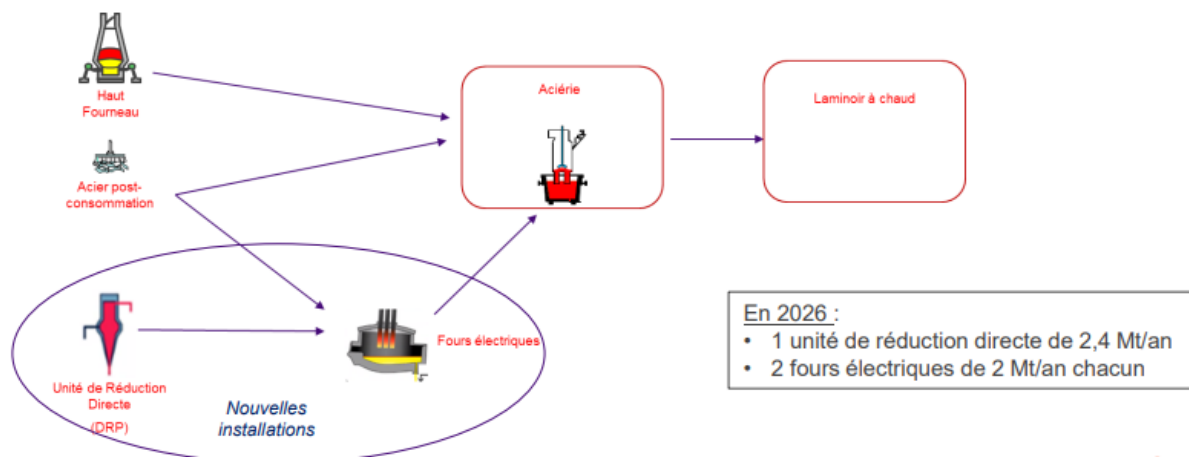 Haut
Fourneau
Acier post-
consommation
Aciérie
Laminoir à chaud
Unité de Réduction
Directe
(DRP)
Fours électriques
Nouvelles
installations
En 2026 :
• 1 unité de réduction directe de 2,4 Mt/an
• 2 fours électriques de 2 Mt/an chacun